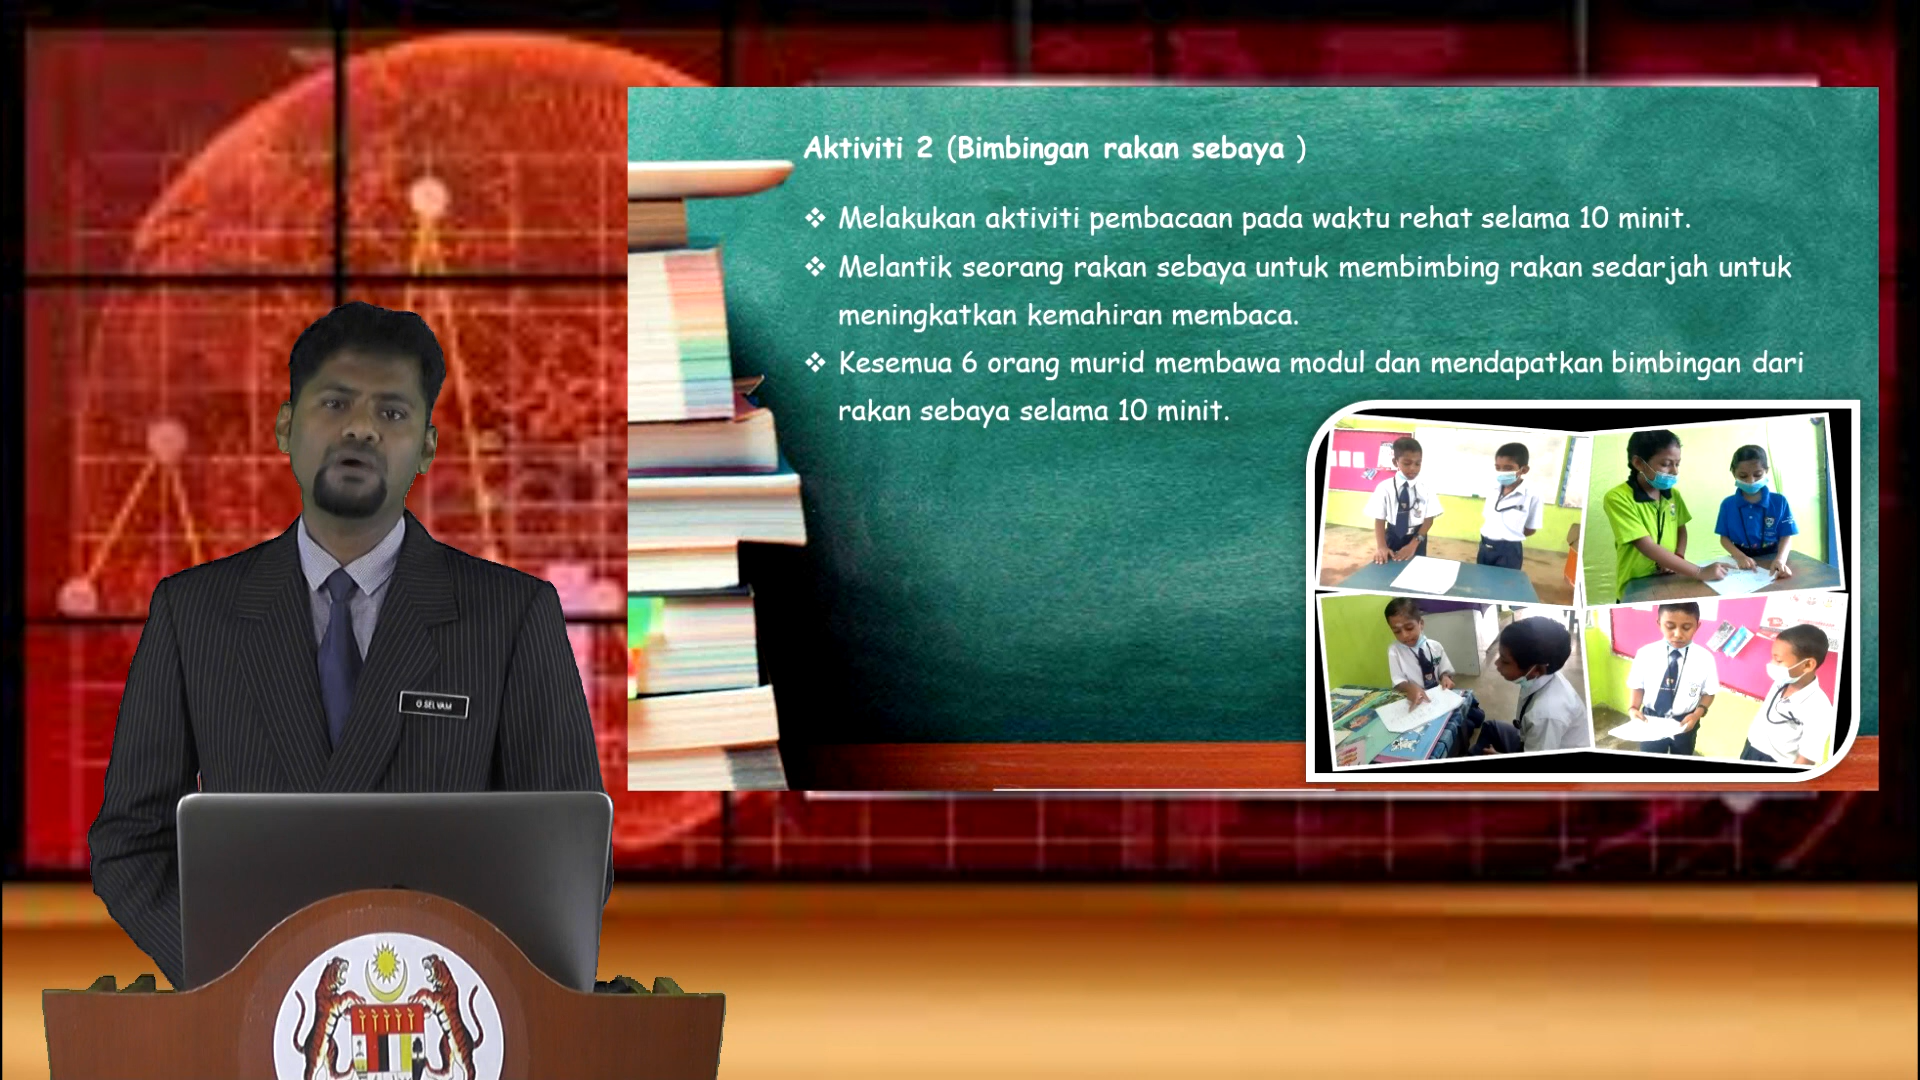 Aktiviti 2 (Bimbingan rakan sebaya )
❖ Melakukan aktiviti pembacaan pada waktu rehat selama 10 minit.
❖ Melantik seorang rakan sebaya untuk membimbing rakan sedarjah untuk
meningkatkan kemahiran membaca.
❖ Kesemua 6 orang murid membawa modul dan mendapatkan bimbingan dari
rakan sebaya selama 10 minit.
G.SELVAM